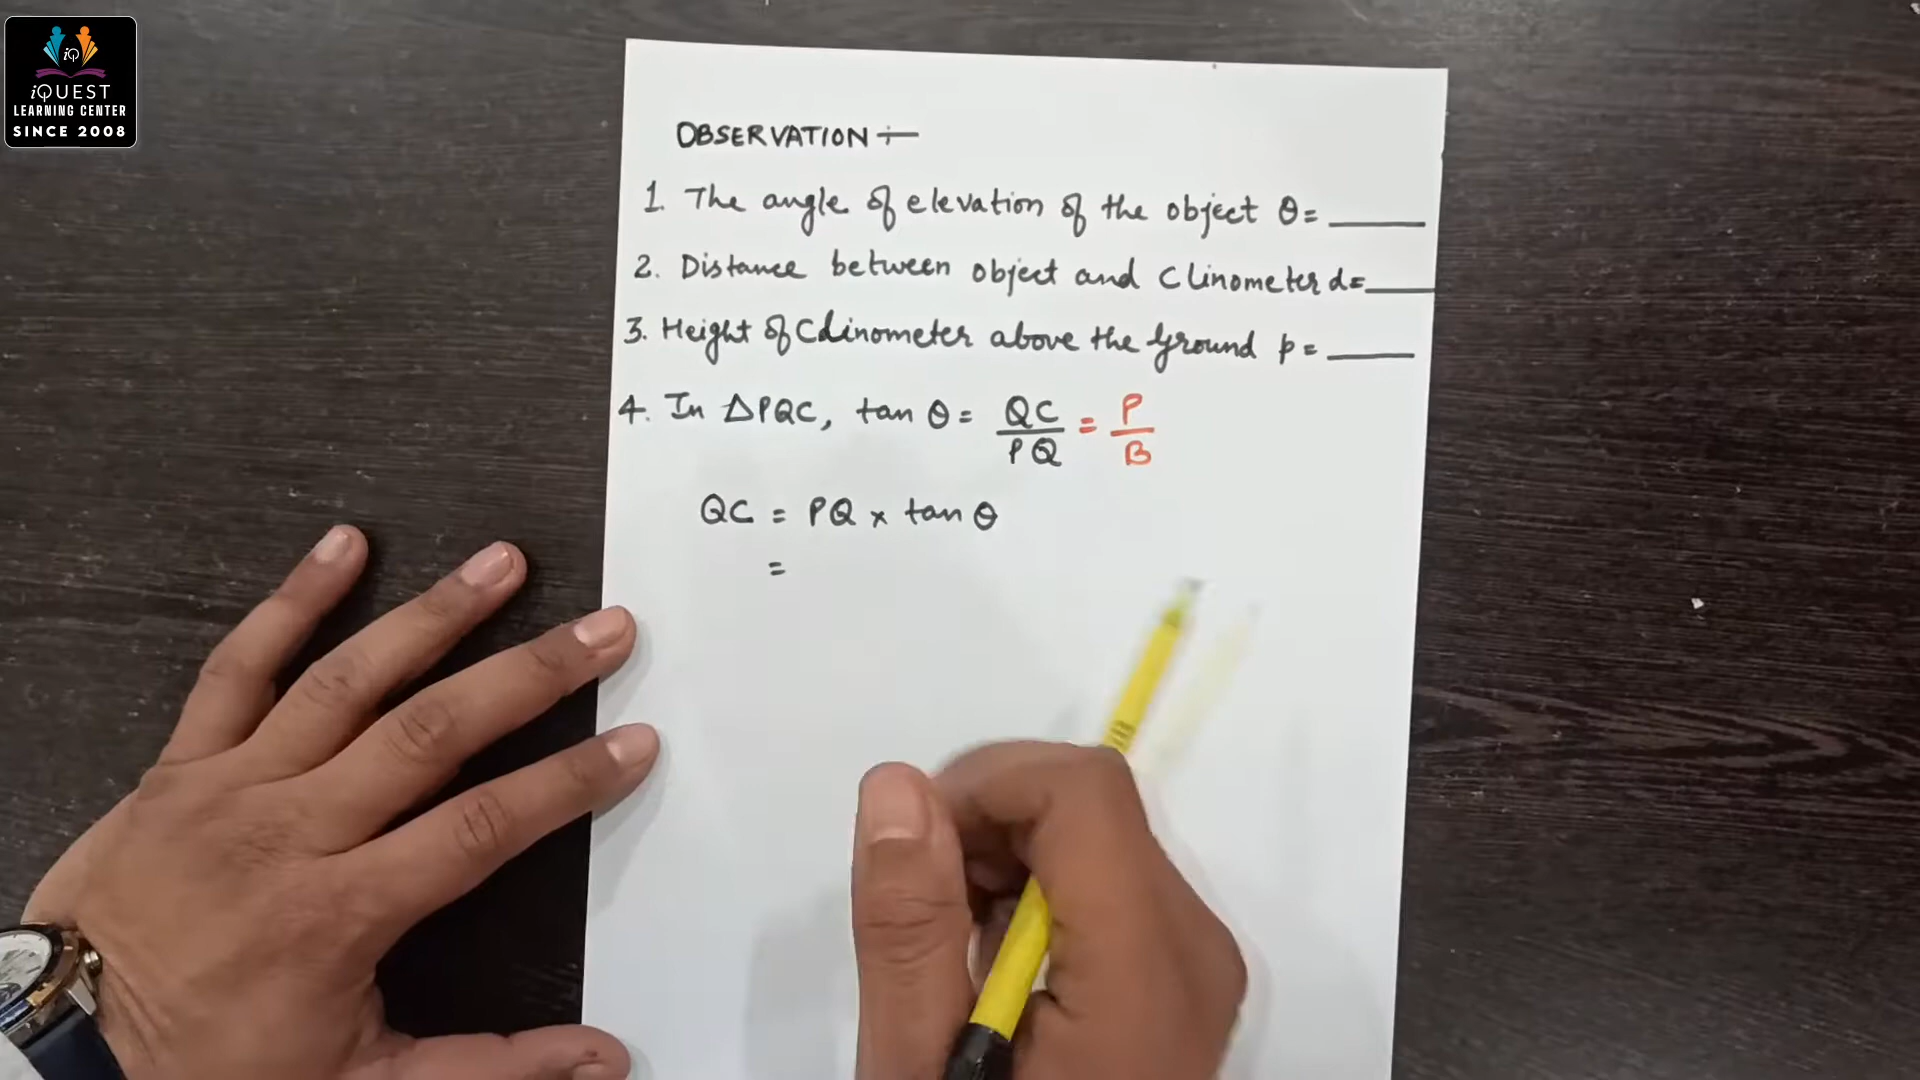 iQ
iQUEST
LEARNING CENTER
SINCE 2008
OBSERVATION :-
1. The angle of elevation of the object θ = ____
2. Distance between object and Clinometer d = ____
3. Height of Clinometer above the Ground p = ____
4. In △PQC, tan θ = QC/PQ = P/B
QC = PQ × tan θ
=